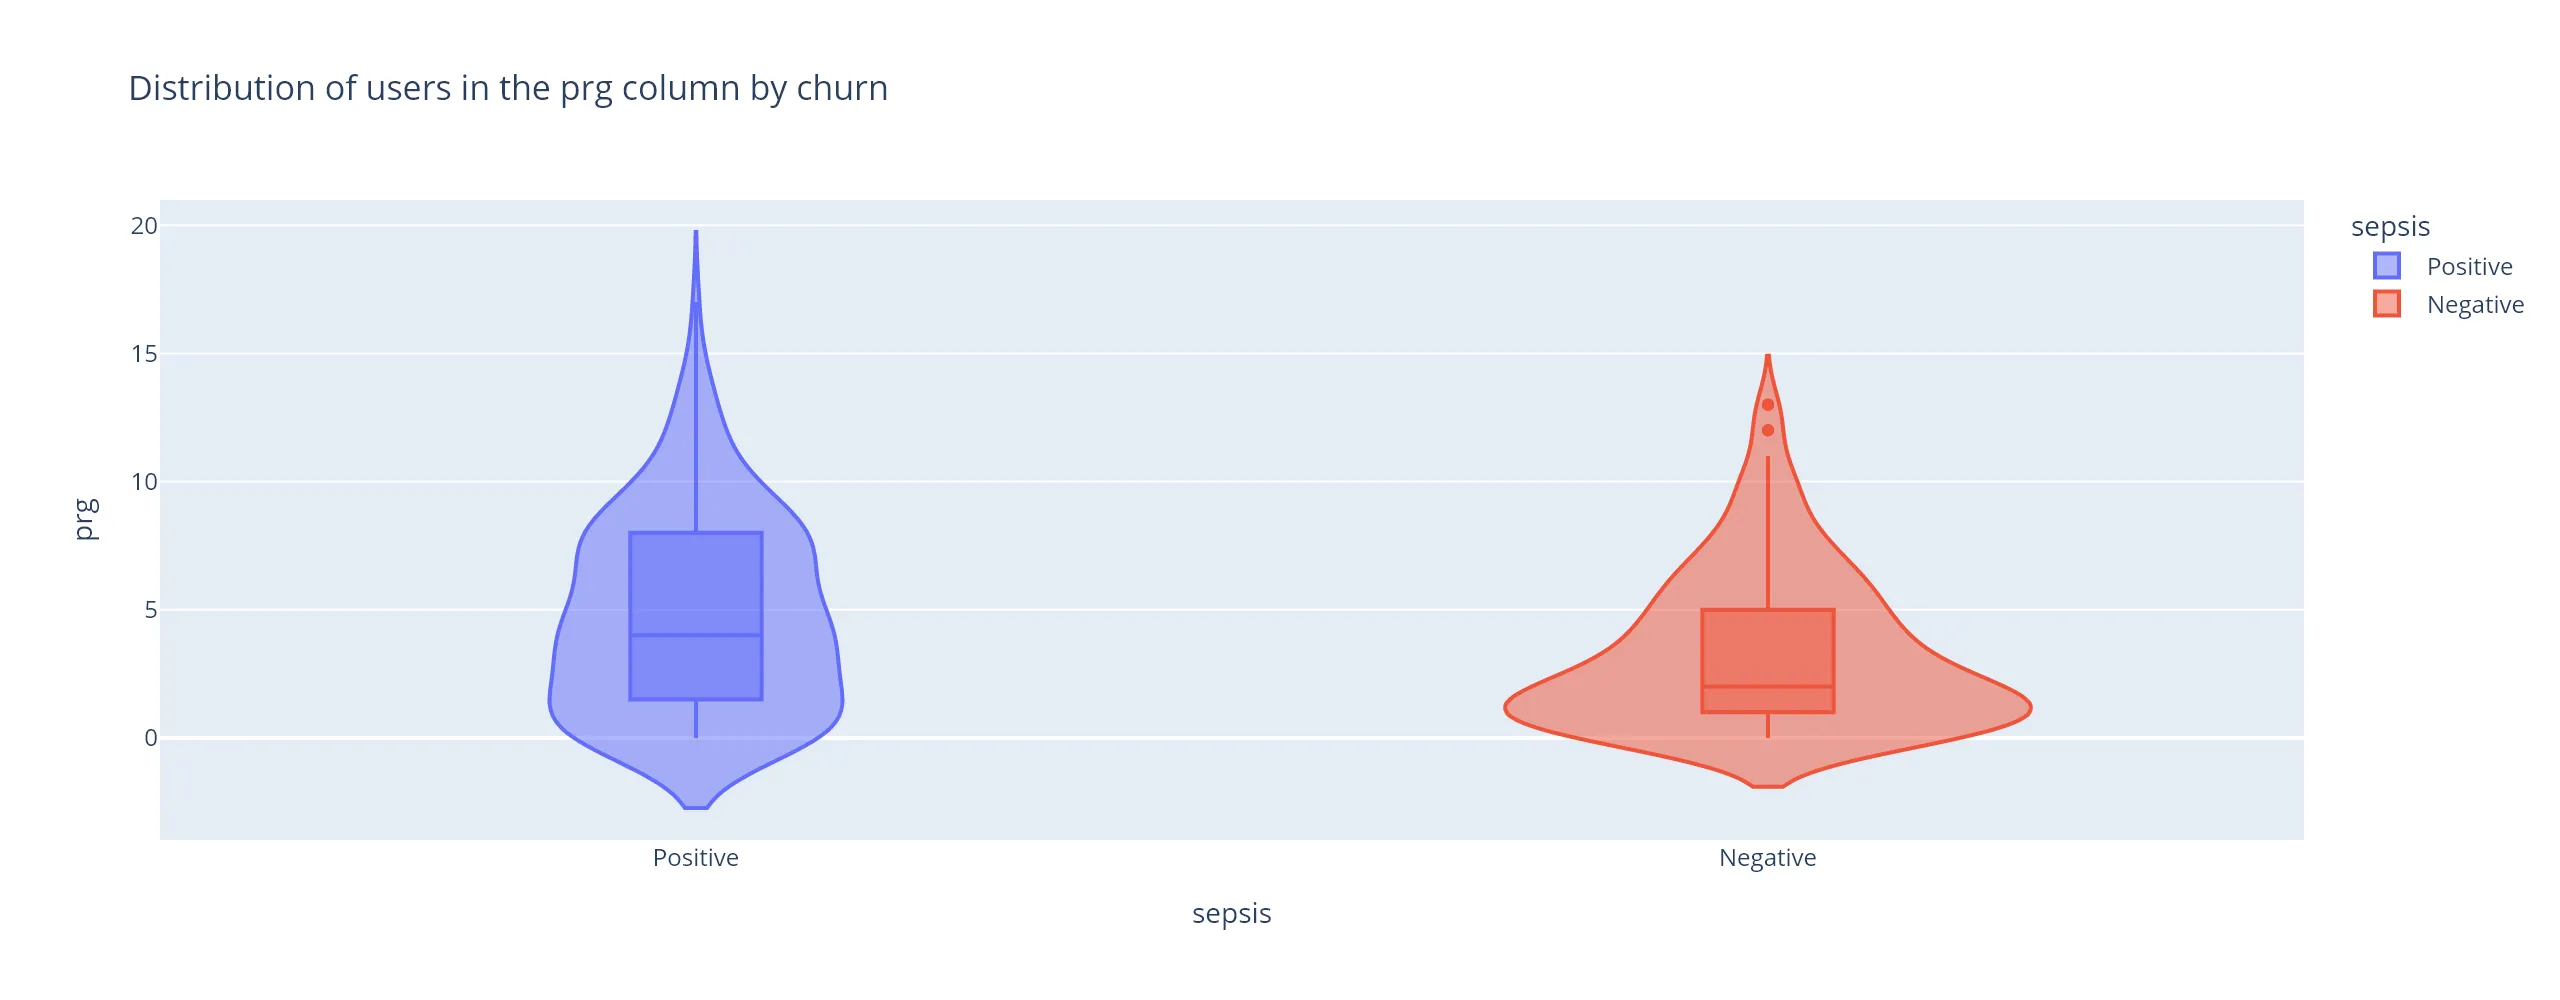 Distribution of users in the prg column by churn
sepsis
Positive
Negative
20
15
10
5
0
prg
Positive
Negative
sepsis